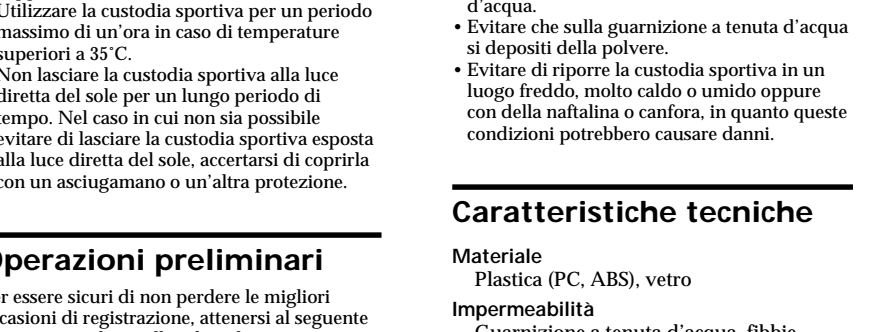 Utilizzare la custodia sportiva per un periodo
massimo di un'ora in caso di temperature
superiori a 35°C.
Non lasciare la custodia sportiva alla luce
diretta del sole per un lungo periodo di
tempo. Nel caso in cui non sia possibile
evitare di lasciare la custodia sportiva esposta
alla luce diretta del sole, accertarsi di coprirla
con un asciugamano o un'altra protezione.
Operazioni preliminari
er essere sicuri di non perdere le migliori
casioni di registrazione, attenersi al seguente
d'acqua.
• Evitare che sulla guarnizione a tenuta d'acqua
si depositi della polvere.
• Evitare di riporre la custodia sportiva in un
luogo freddo, molto caldo o umido oppure
con della naftalina o canfora, in quanto queste
condizioni potrebbero causare danni.
Caratteristiche tecniche
Materiale
Plastica (PC, ABS), vetro
Impermeabilità
Guarnizione a tenuta d'acqua, fibbie